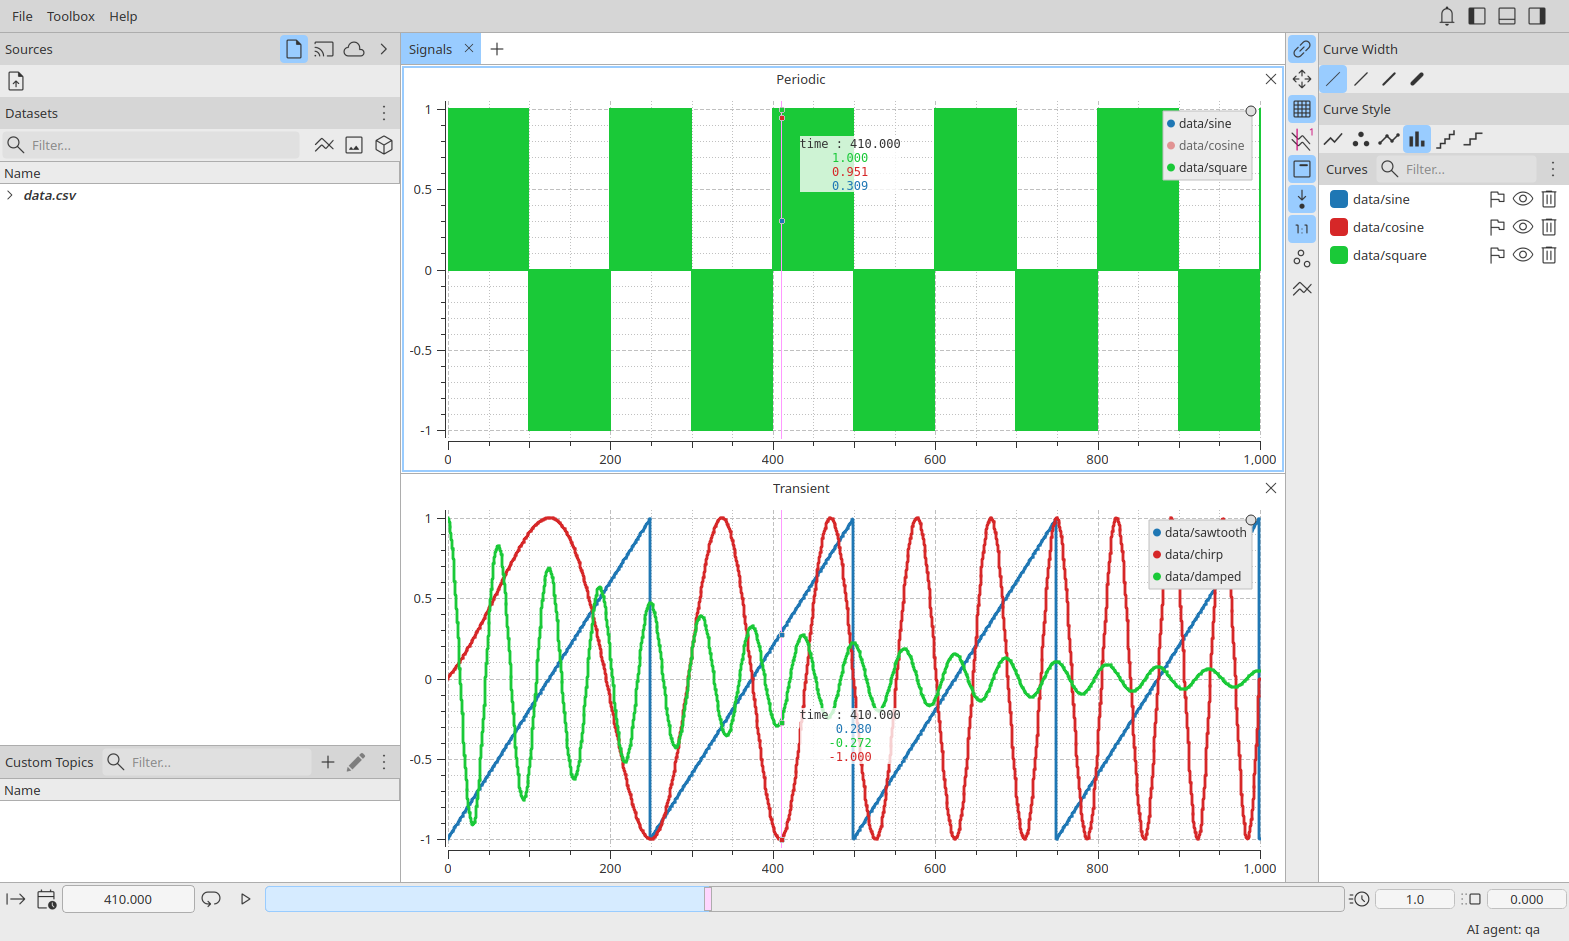 File Toolbox Help
Sources
Signals
Curve Width
Periodic
Datasets
Filter...
Name
data.csv
1
0.5
0
-0.5
-1
0 200 400 600 800 1,000
time : 410.000
1.000
0.951
0.309
data/sine
data/cosine
data/square
1
1:1
Curve Style
Curves
Filter...
data/sine
data/cosine
data/square
Transient
1
0.5
0
-0.5
-1
0 200 400 600 800 1,000
time : 410.000
0.280
-0.272
-1.000
data/sawtooth
data/chirp
data/damped
Custom Topics
Filter...
Name
410.000
1.0
0.000
AI agent: qa